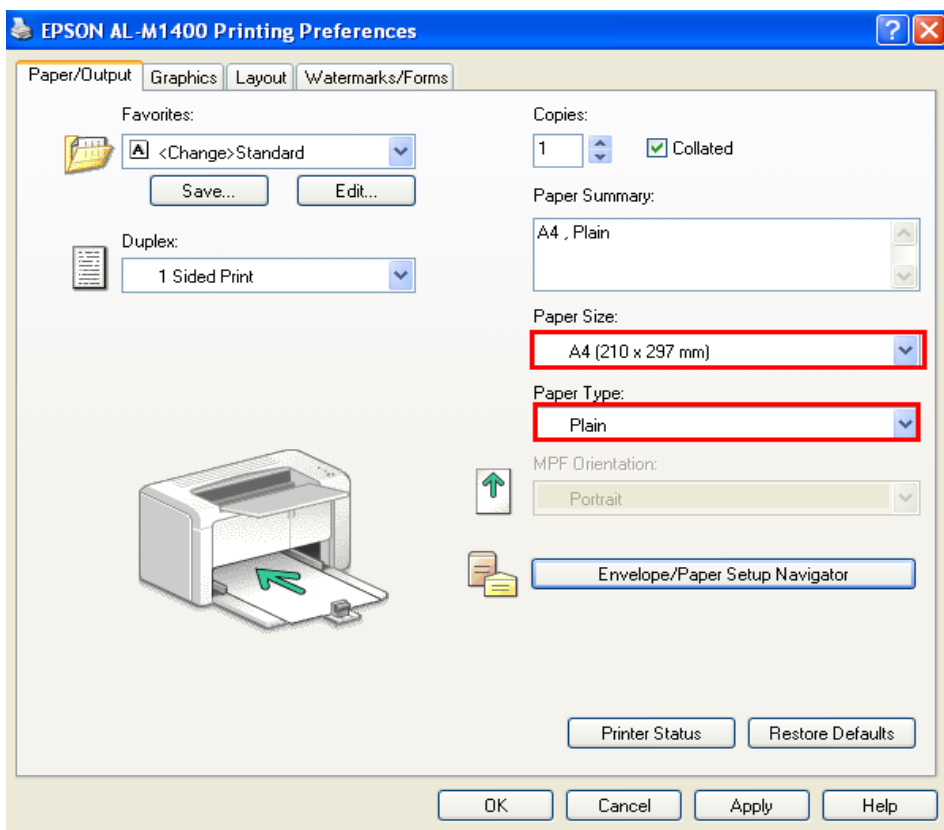 EPSON AL-M1400 Printing Preferences
Paper/Output Graphics Layout Watermarks/Forms
Favorites:
A <Change>Standard
Save... Edit...
Duplex:
1 Sided Print
Copies:
1 Collated
Paper Summary:
A4 , Plain
Paper Size:
A4 (210 x 297 mm)
Paper Type:
Plain
MPF Orientation:
Portrait
Envelope/Paper Setup Navigator
Printer Status Restore Defaults
OK Cancel Apply Help